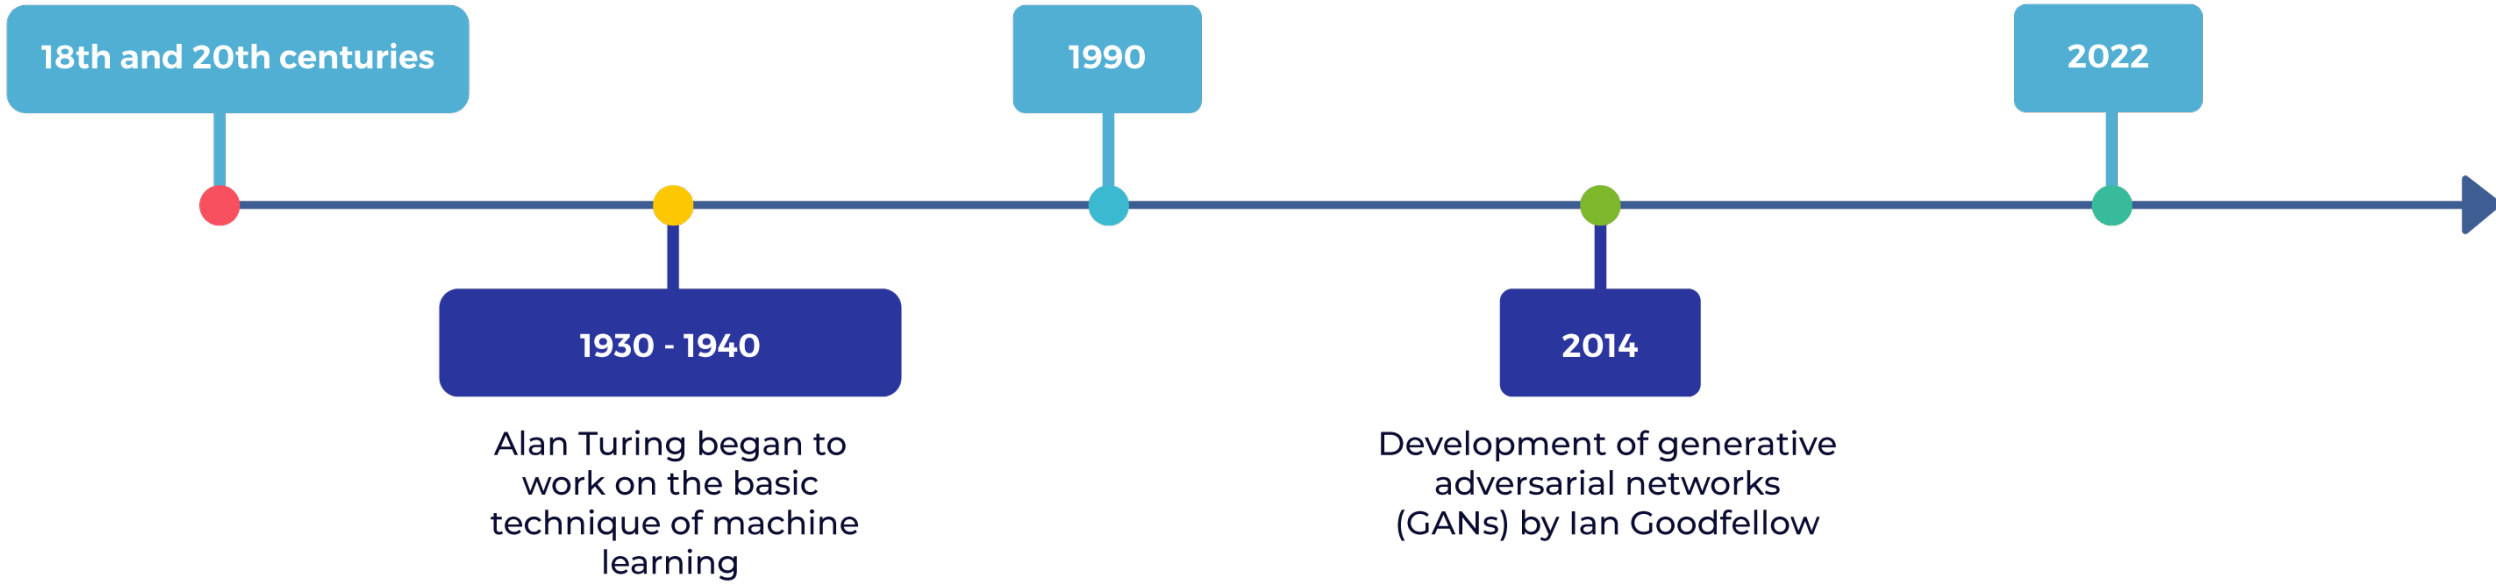 18th and 20th centuries
1990
2022
1930 - 1940
2014
Alan Turing began to
work on the basic
technique of machine
learning
Development of generative
adversarial networks
(GANs) by Ian Goodfellow